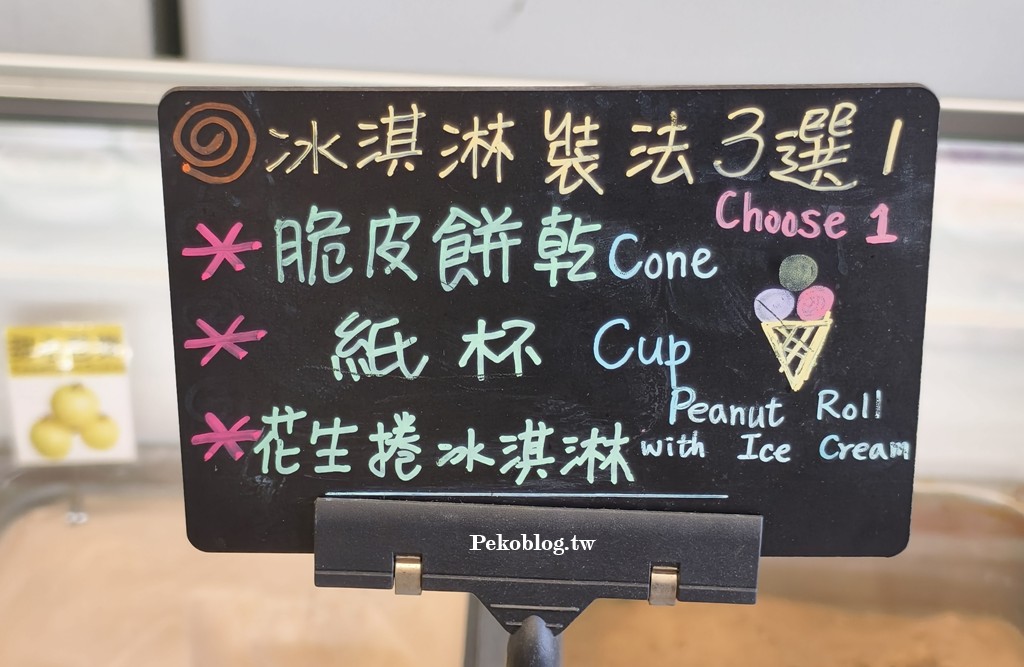 冰淇淋裝法3選1
Choose 1
脆皮餅乾 Cone
紙杯 Cup
花生捲冰淇淋 Peanut Roll
with Ice Cream
Pekoblog.tw